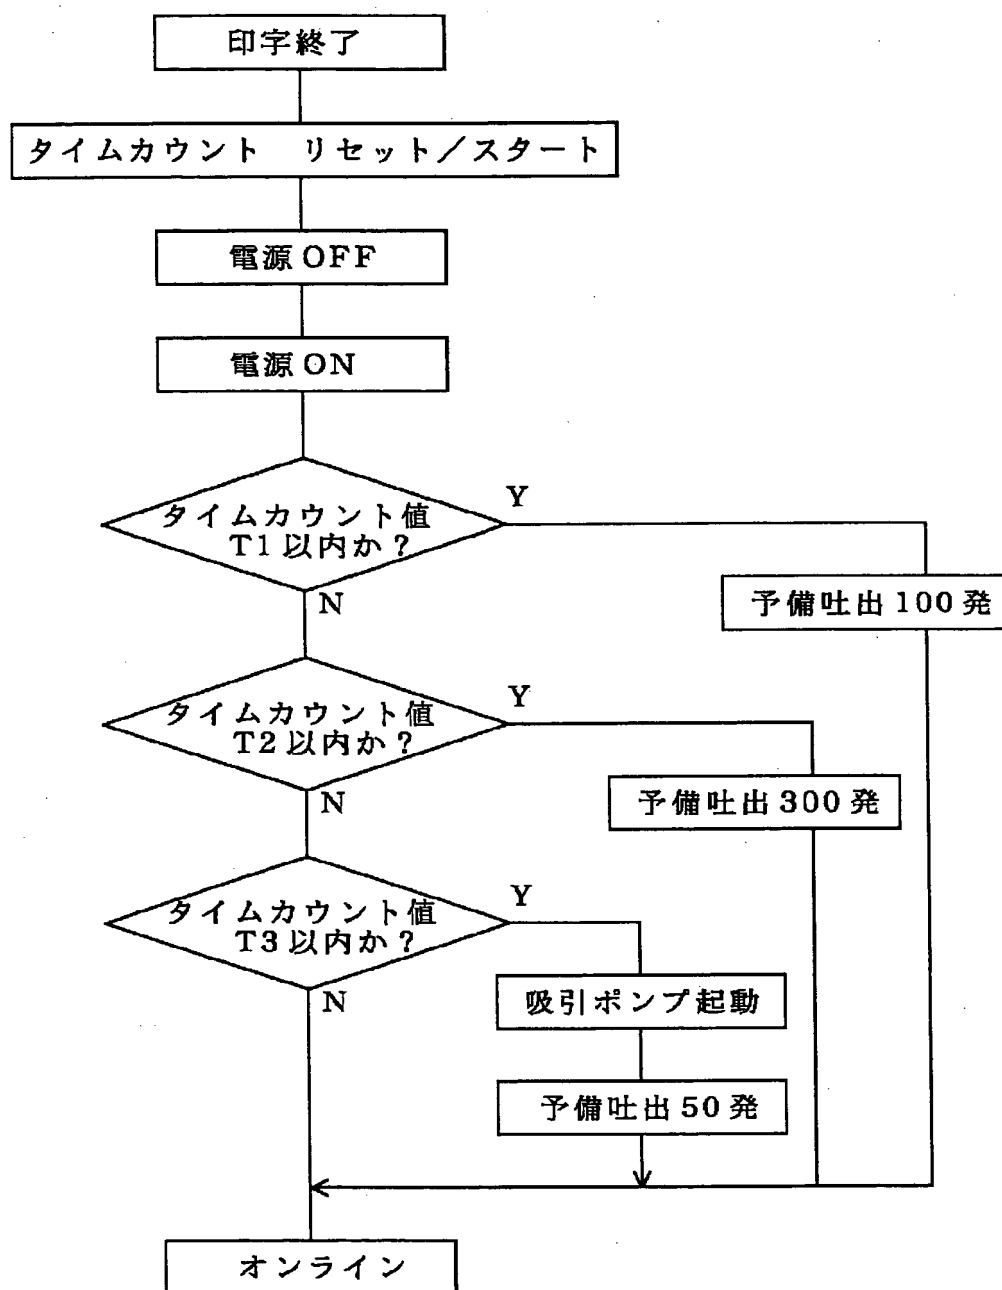 印字終了
タイムカウント　リセット／スタート
電源OFF
電源ON
タイムカウント値
T1以内か？
Y
N
予備吐出100発
タイムカウント値
T2以内か？
Y
N
予備吐出300発
タイムカウント値
T3以内か？
Y
N
吸引ポンプ起動
予備吐出50発
オンライン